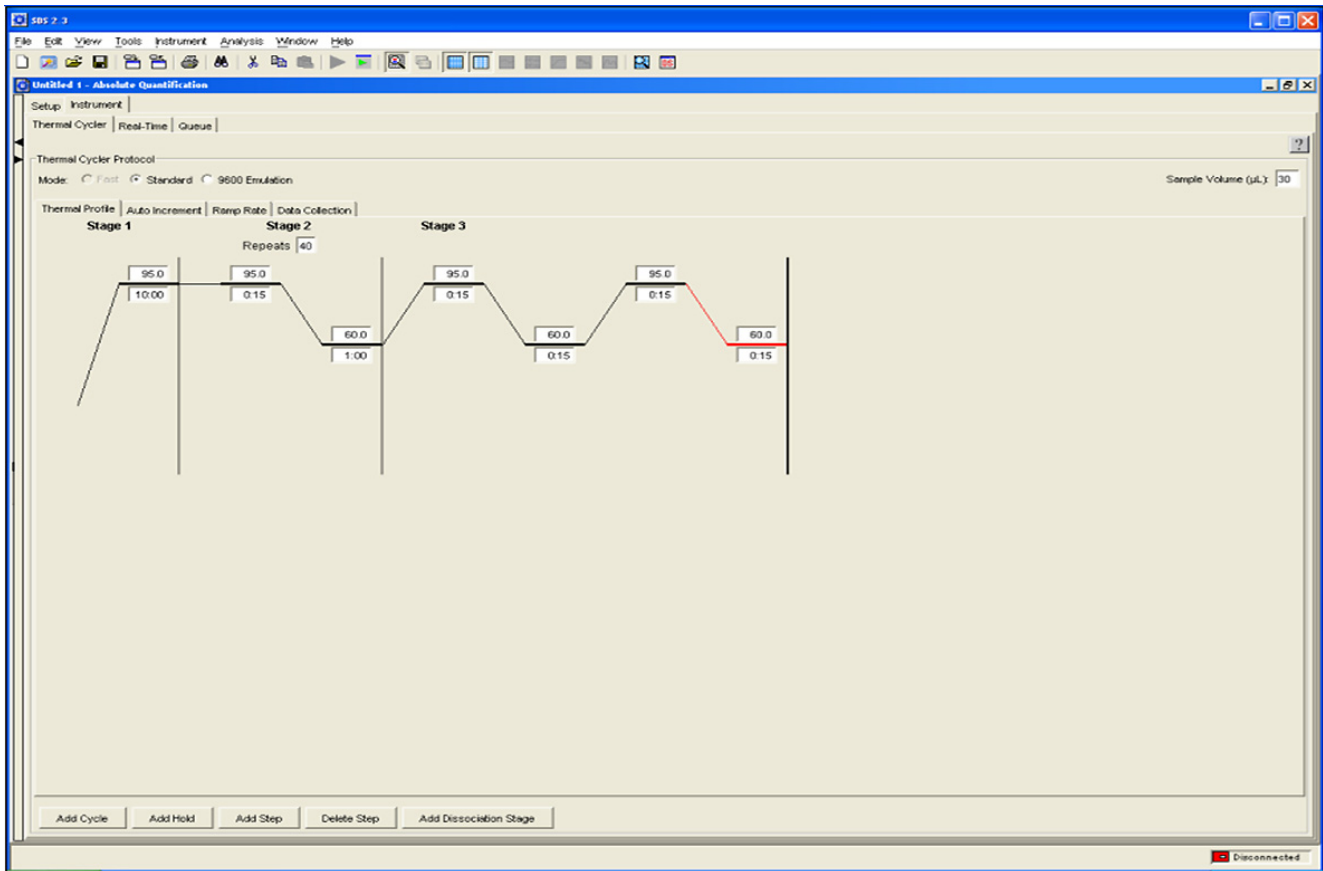 SDS 2.3
File Edit View Tools Instrument Analysis Window Help
Untitled 1 - Absolute Quantification
Setup Instrument
Thermal Cycler Real-Time Queue
?
Thermal Cycler Protocol
Mode: Fast Standard 9600 Emulation Sample Volume (µL): 30
Thermal Profile Auto Increment Ramp Rate Data Collection
Stage 1 Stage 2 Stage 3
Repeats 40
95.0 95.0 95.0 95.0
10:00 0:15 0:15 0:15
60.0 60.0 60.0
1:00 0:15 0:15
Add Cycle Add Hold Add Step Delete Step Add Dissociation Stage
Disconnected